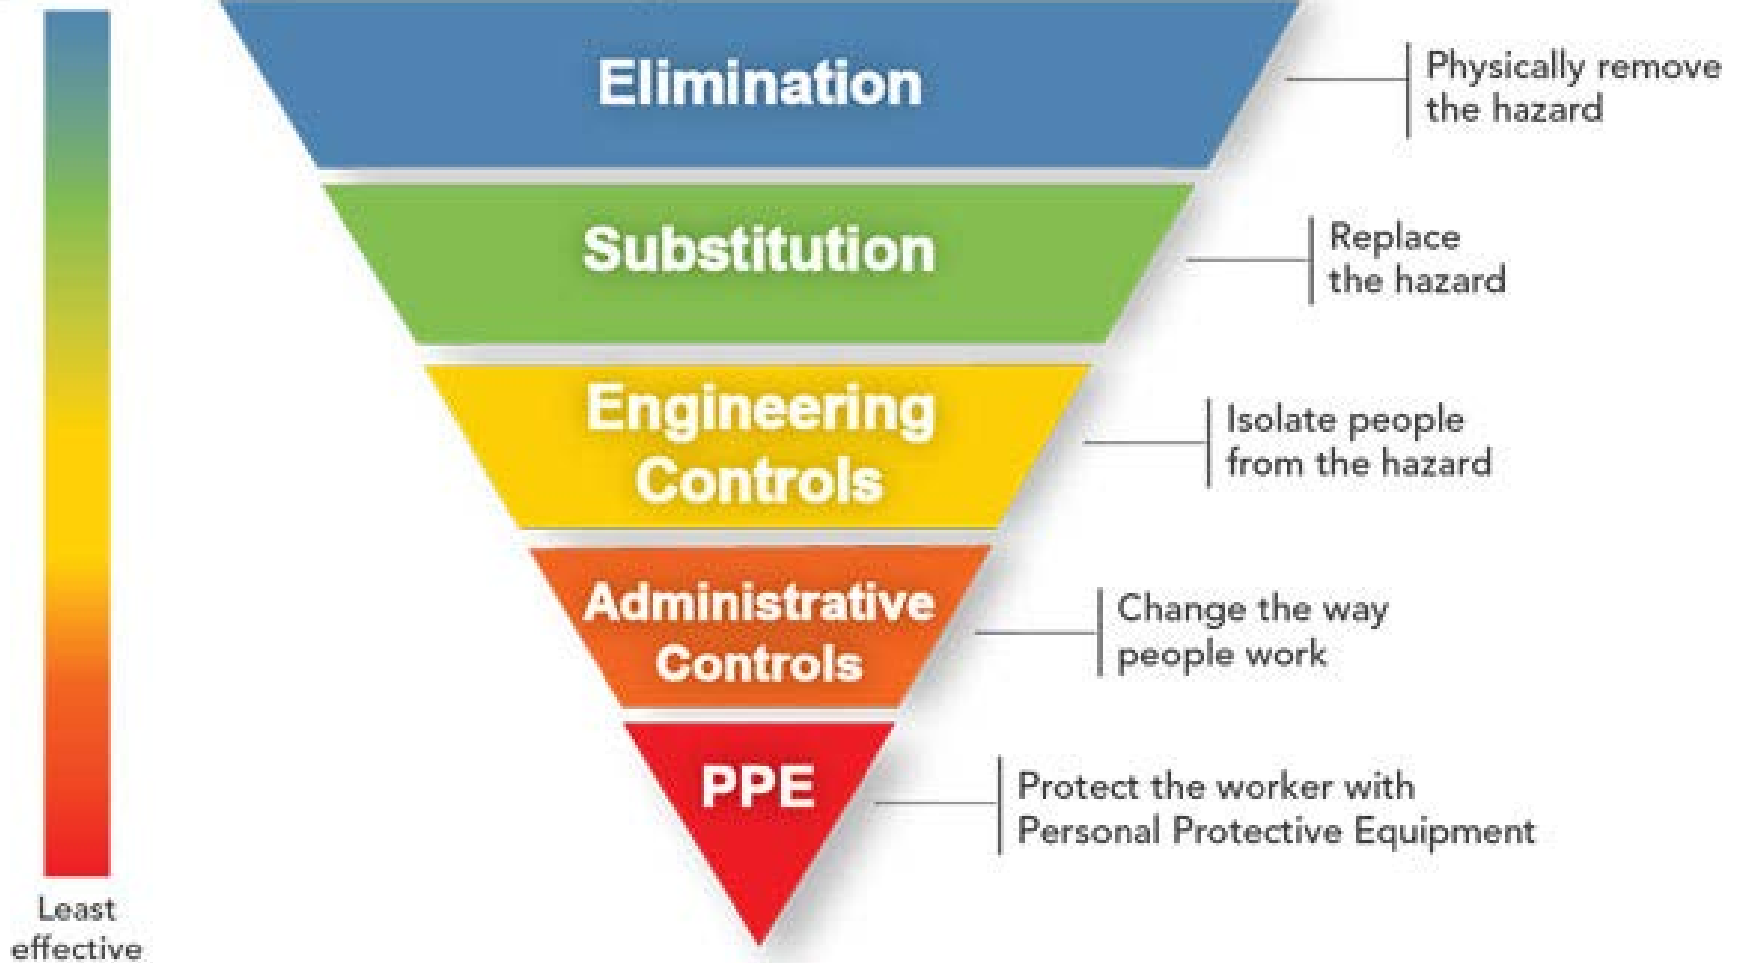 Elimination
Physically remove
the hazard
Substitution
Replace
the hazard
Engineering
Controls
Isolate people
from the hazard
Administrative
Controls
Change the way
people work
PPE
Protect the worker with
Personal Protective Equipment
Least
effective